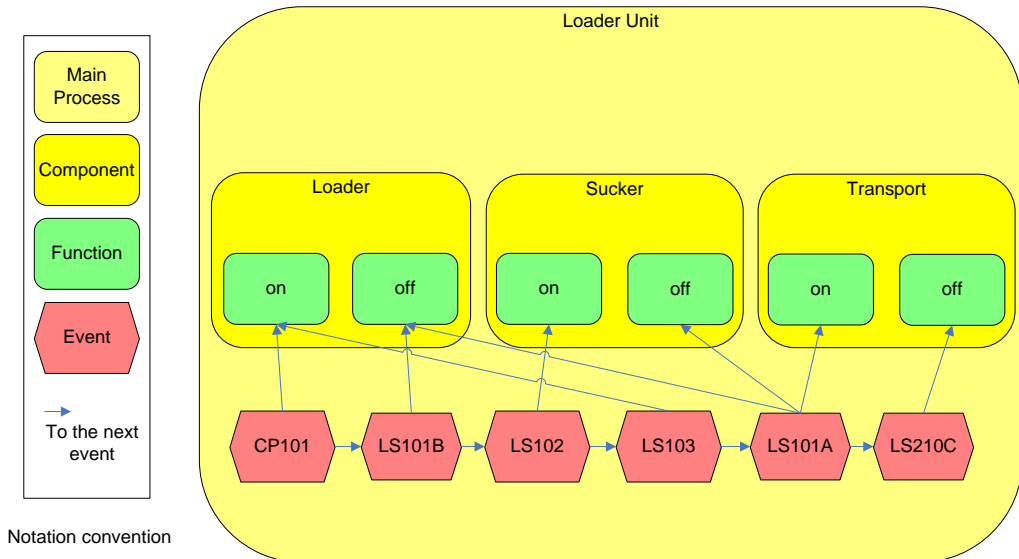 Loader Unit
Main
Process
Component
Function
Event
To the next
event
Notation convention
Loader
Sucker
Transport
on
off
on
off
on
off
CP101
LS101B
LS102
LS103
LS101A
LS210C